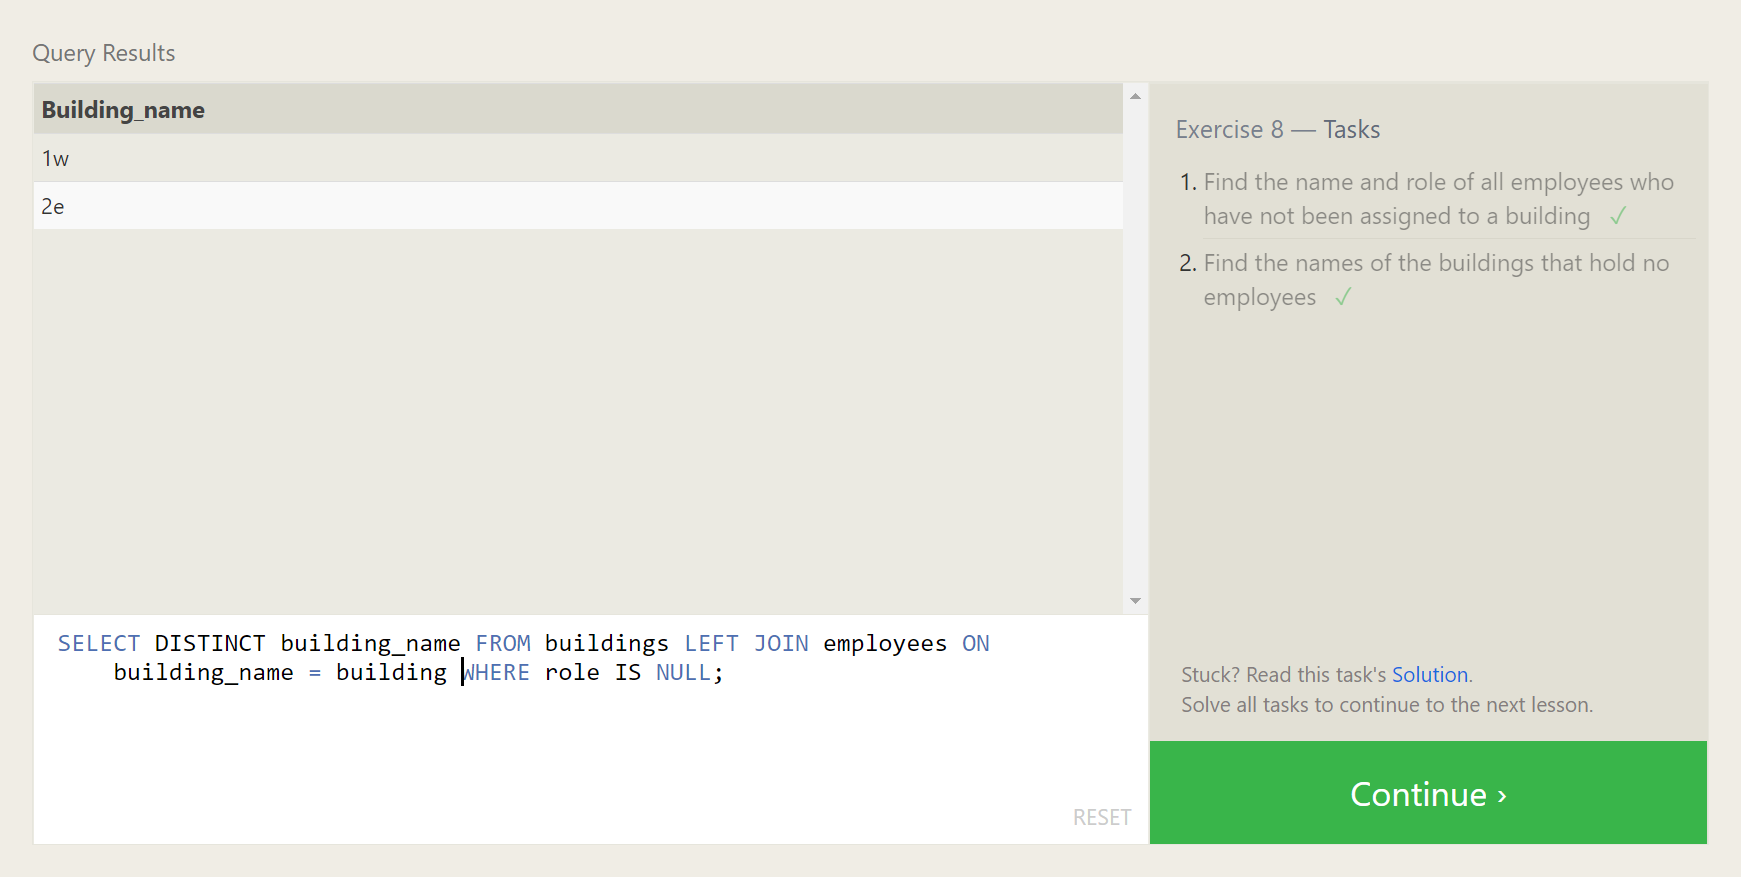 Query Results
Building_name
1w
2e
SELECT DISTINCT building_name FROM buildings LEFT JOIN employees ON
building_name = building WHERE role IS NULL;
RESET
Exercise 8 — Tasks
1. Find the name and role of all employees who
have not been assigned to a building ✓
2. Find the names of the buildings that hold no
employees ✓
Stuck? Read this task's Solution.
Solve all tasks to continue to the next lesson.
Continue ›